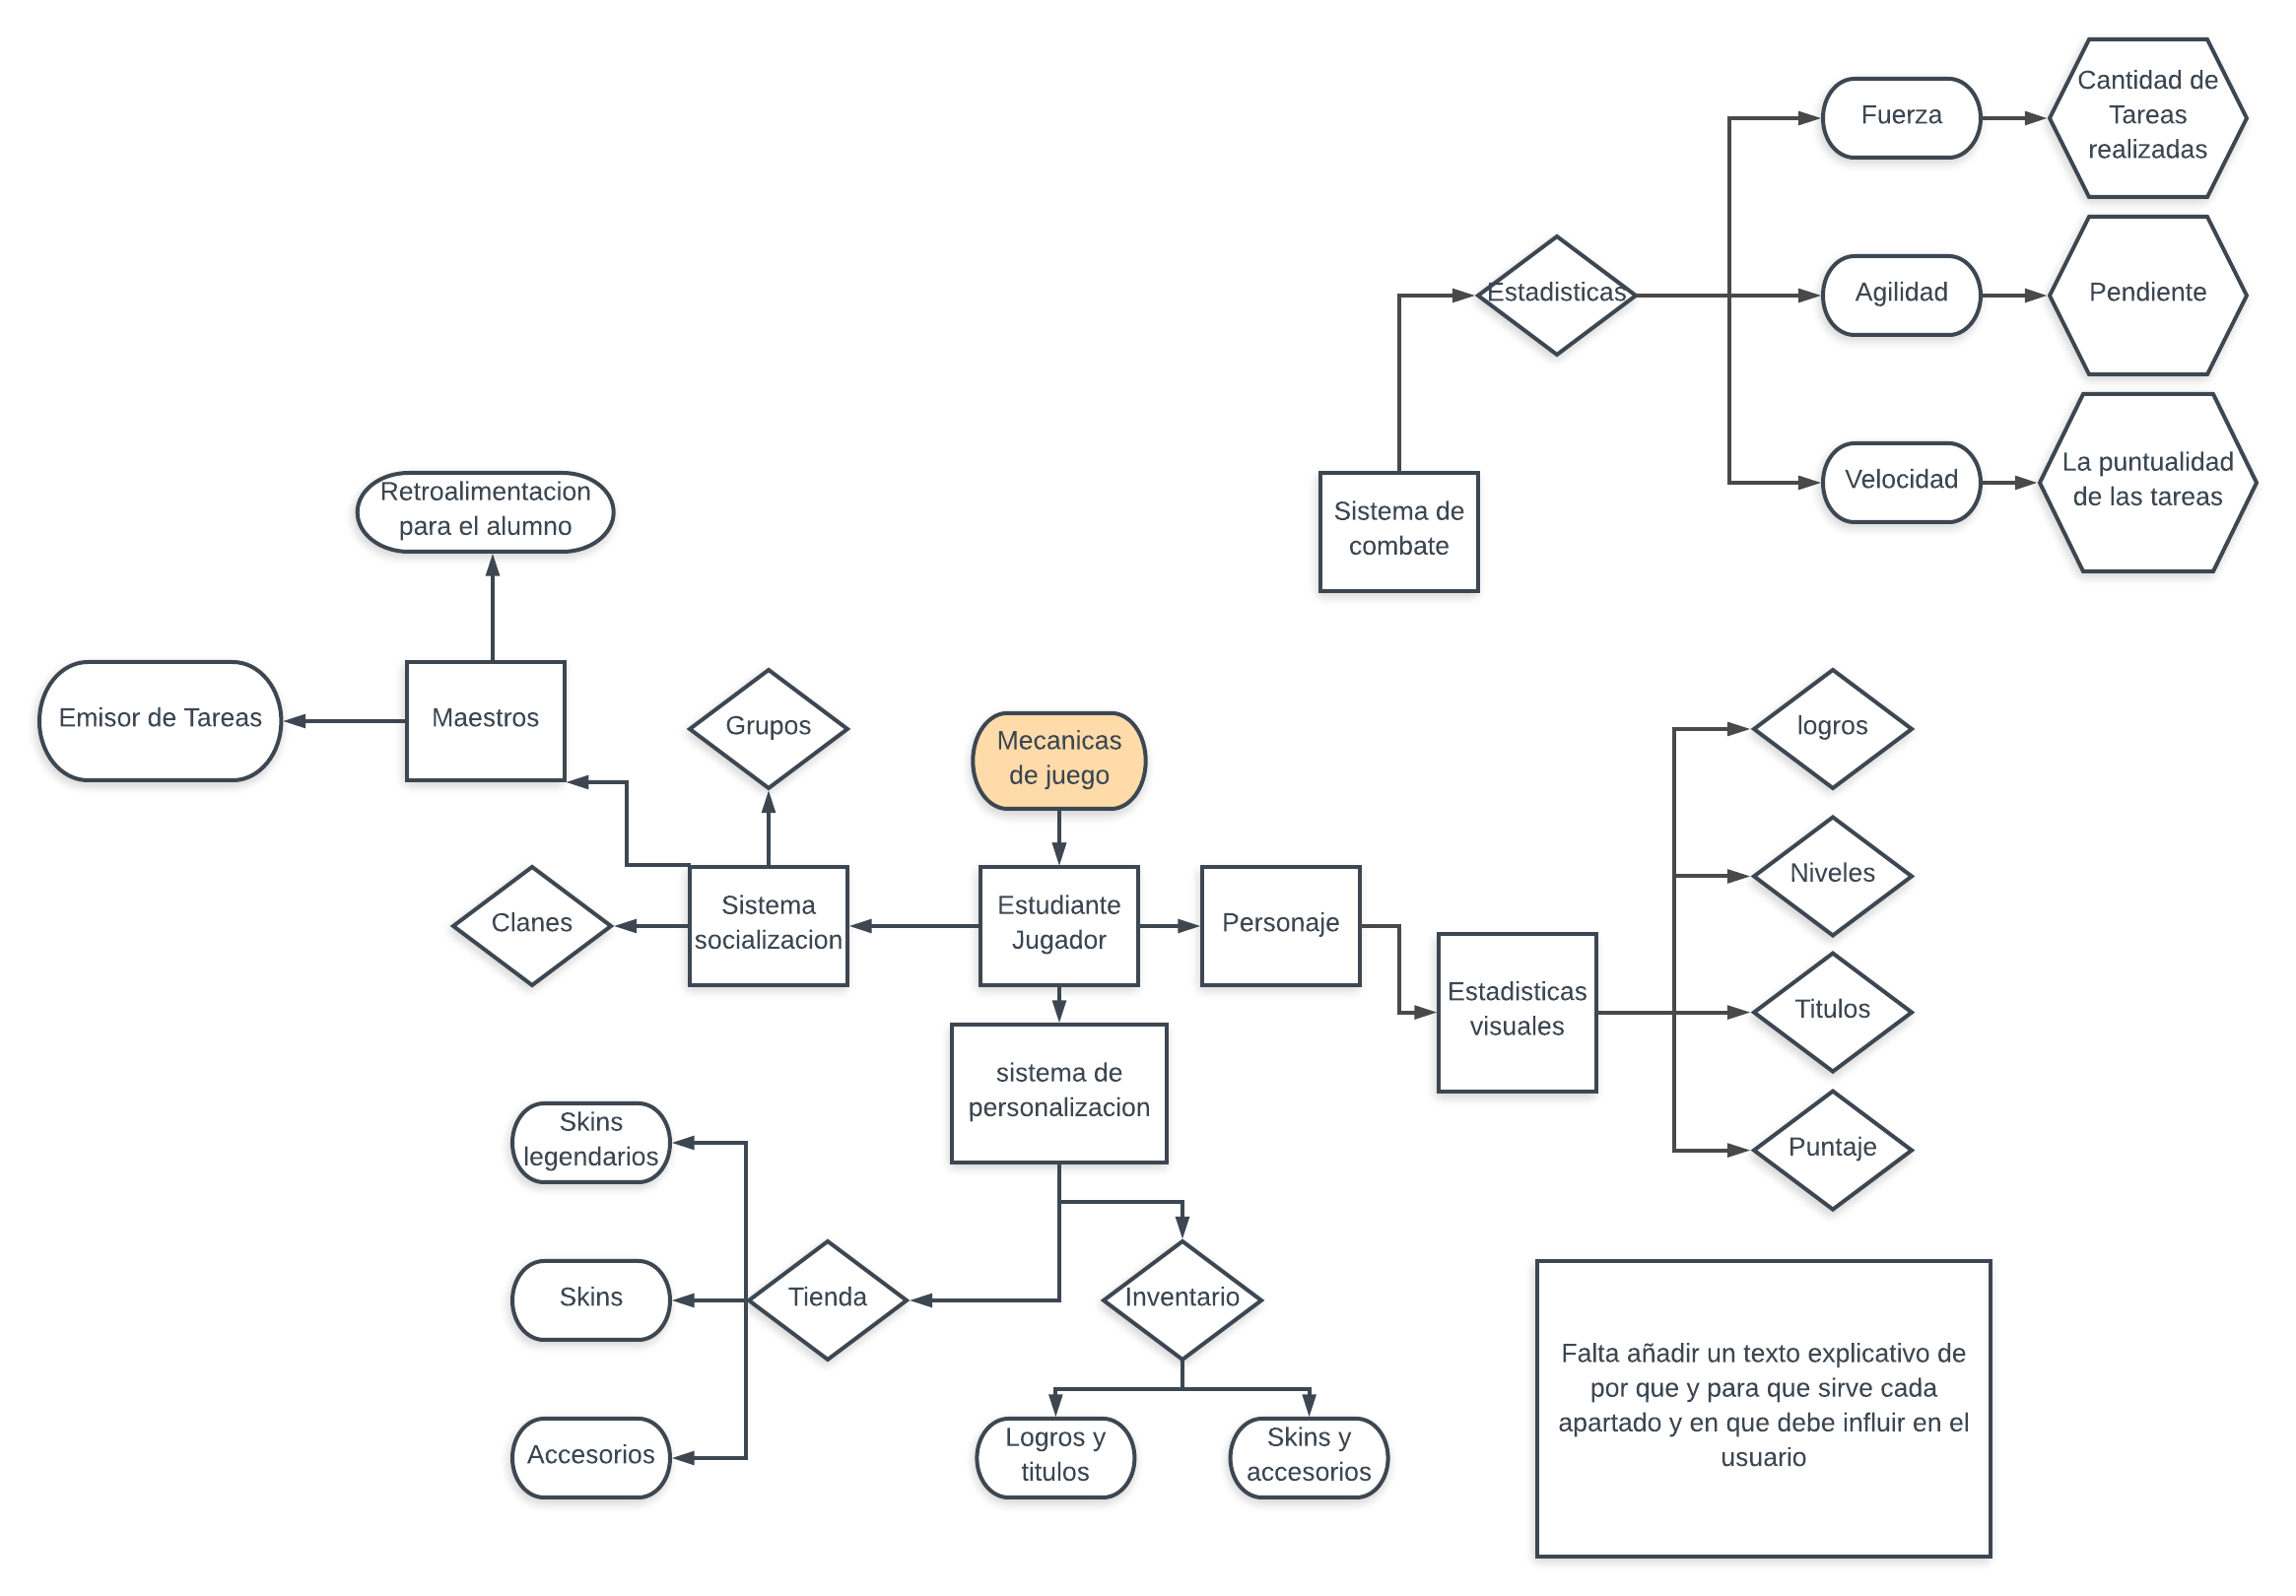 Cantidad de
Tareas
realizadas
Fuerza
Estadisticas
Agilidad
Pendiente
Velocidad
La puntualidad
de las tareas
Sistema de
combate
Retroalimentacion
para el alumno
Emisor de Tareas
Maestros
Grupos
Mecanicas
de juego
logros
Clanes
Sistema
socializacion
Estudiante
Jugador
Personaje
Niveles
Estadisticas
visuales
Titulos
sistema de
personalizacion
Skins
legendarios
Puntaje
Skins
Tienda
Inventario
Accesorios
Logros y
titulos
Skins y
accesorios
Falta añadir un texto explicativo de
por que y para que sirve cada
apartado y en que debe influir en el
usuario